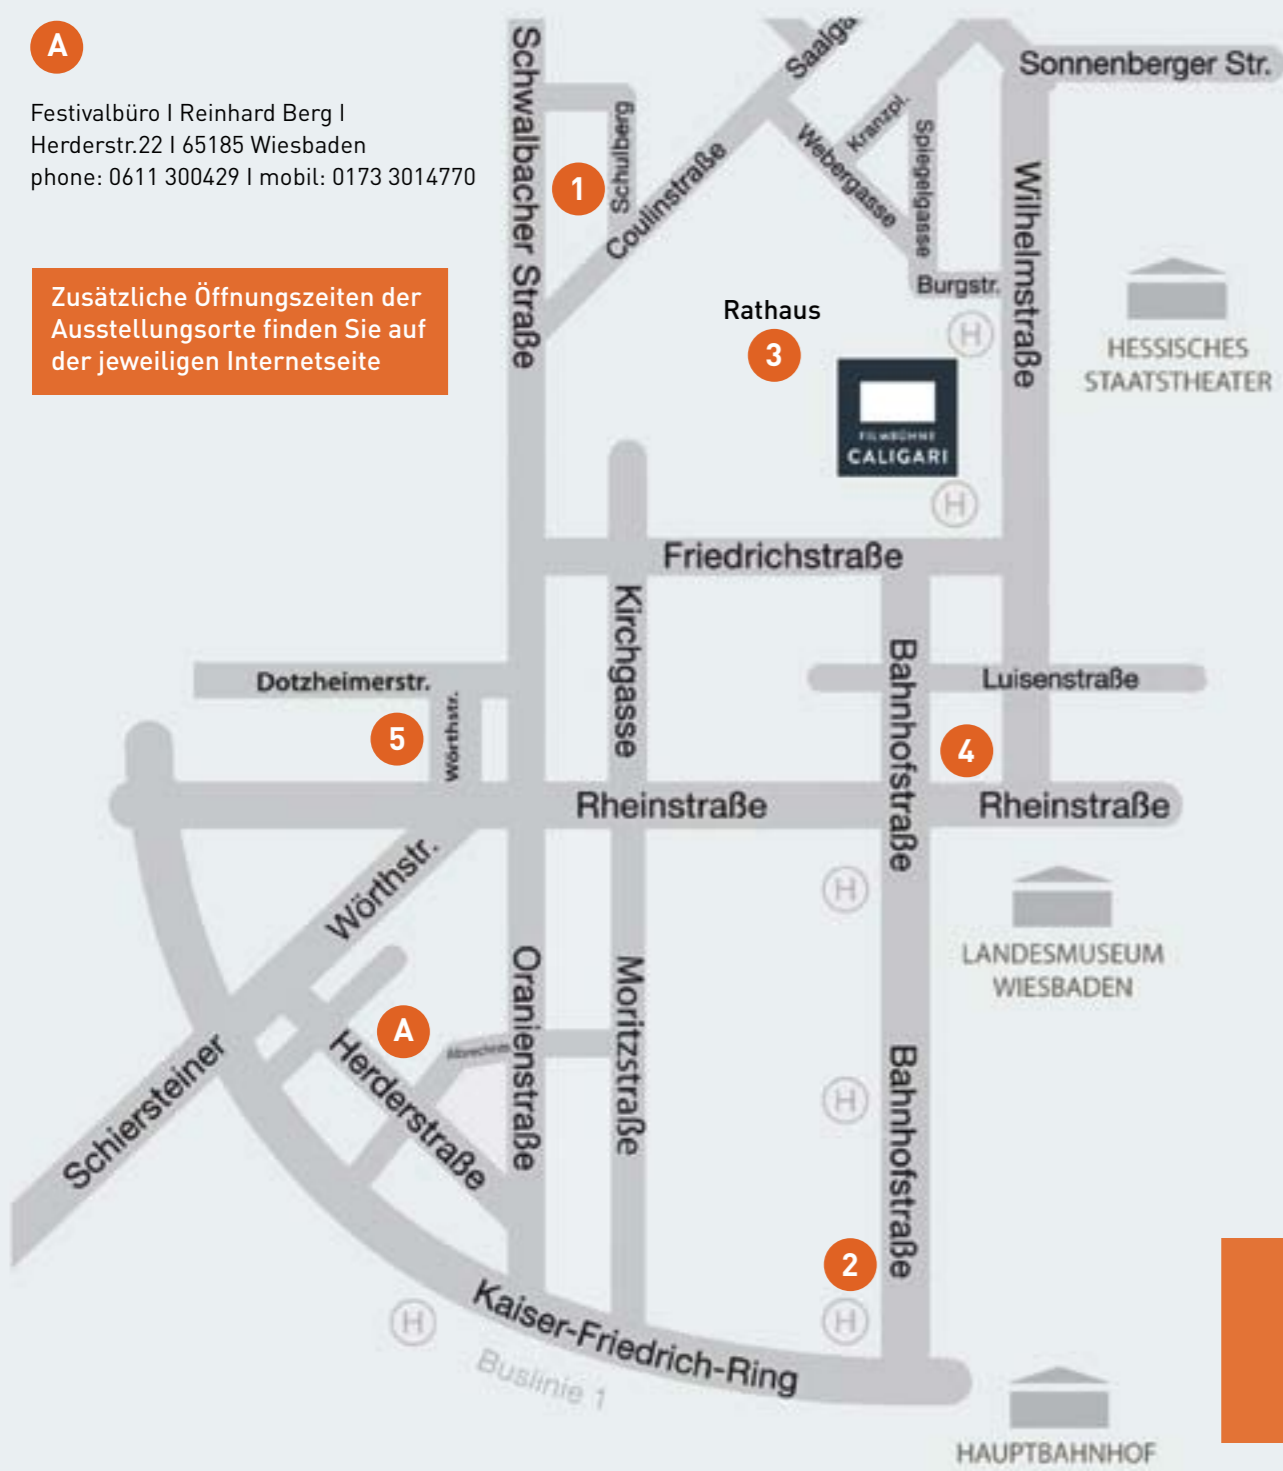 A
Festivalbüro I Reinhard Berg I
Herderstr.22 I 65185 Wiesbaden
phone: 0611 300429 I mobil: 0173 3014770
Zusätzliche Öffnungszeiten der
Ausstellungsorte finden Sie auf
der jeweiligen Internetseite
Schwalbacher Straße
Schulberg
1
Coulinstraße
Saalga
Webergasse
Kranzpl.
Spiegelgasse
Burgstr.
Sonnenberger Str.
Wilhelmstraße
HESSISCHES
STAATSTHEATER
Rathaus
3
H
FILMBÜHNE
CALIGARI
H
Friedrichstraße
Kirchgasse
Bahnhofstraße
Luisenstraße
Dotzheimerstr.
5
Wörthstr.
4
Rheinstraße
Rheinstraße
Wörthstr.
H
LANDESMUSEUM
WIESBADEN
Oranienstraße
Moritzstraße
A
Herderstraße
Schiersteiner
H
Bahnhofstraße
2
H
H
Kaiser-Friedrich-Ring
Buslinie 1
HAUPTBAHNHOF